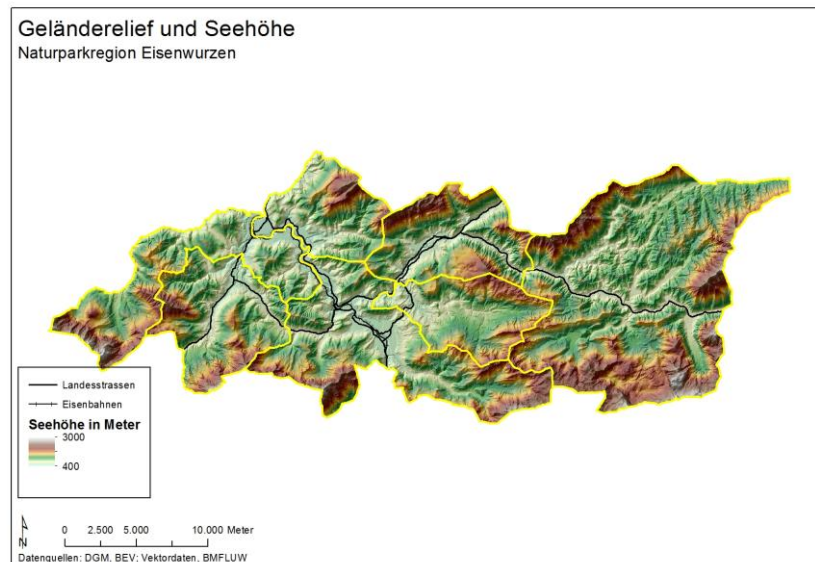 Geländerelief und Seehöhe
Naturparkregion Eisenwurzen
Landesstrassen
Eisenbahnen
Seehöhe in Meter
3000
400
N
0 2.500 5.000 10.000 Meter
Datenquellen: DGM, BEV; Vektordaten, BMFLUW